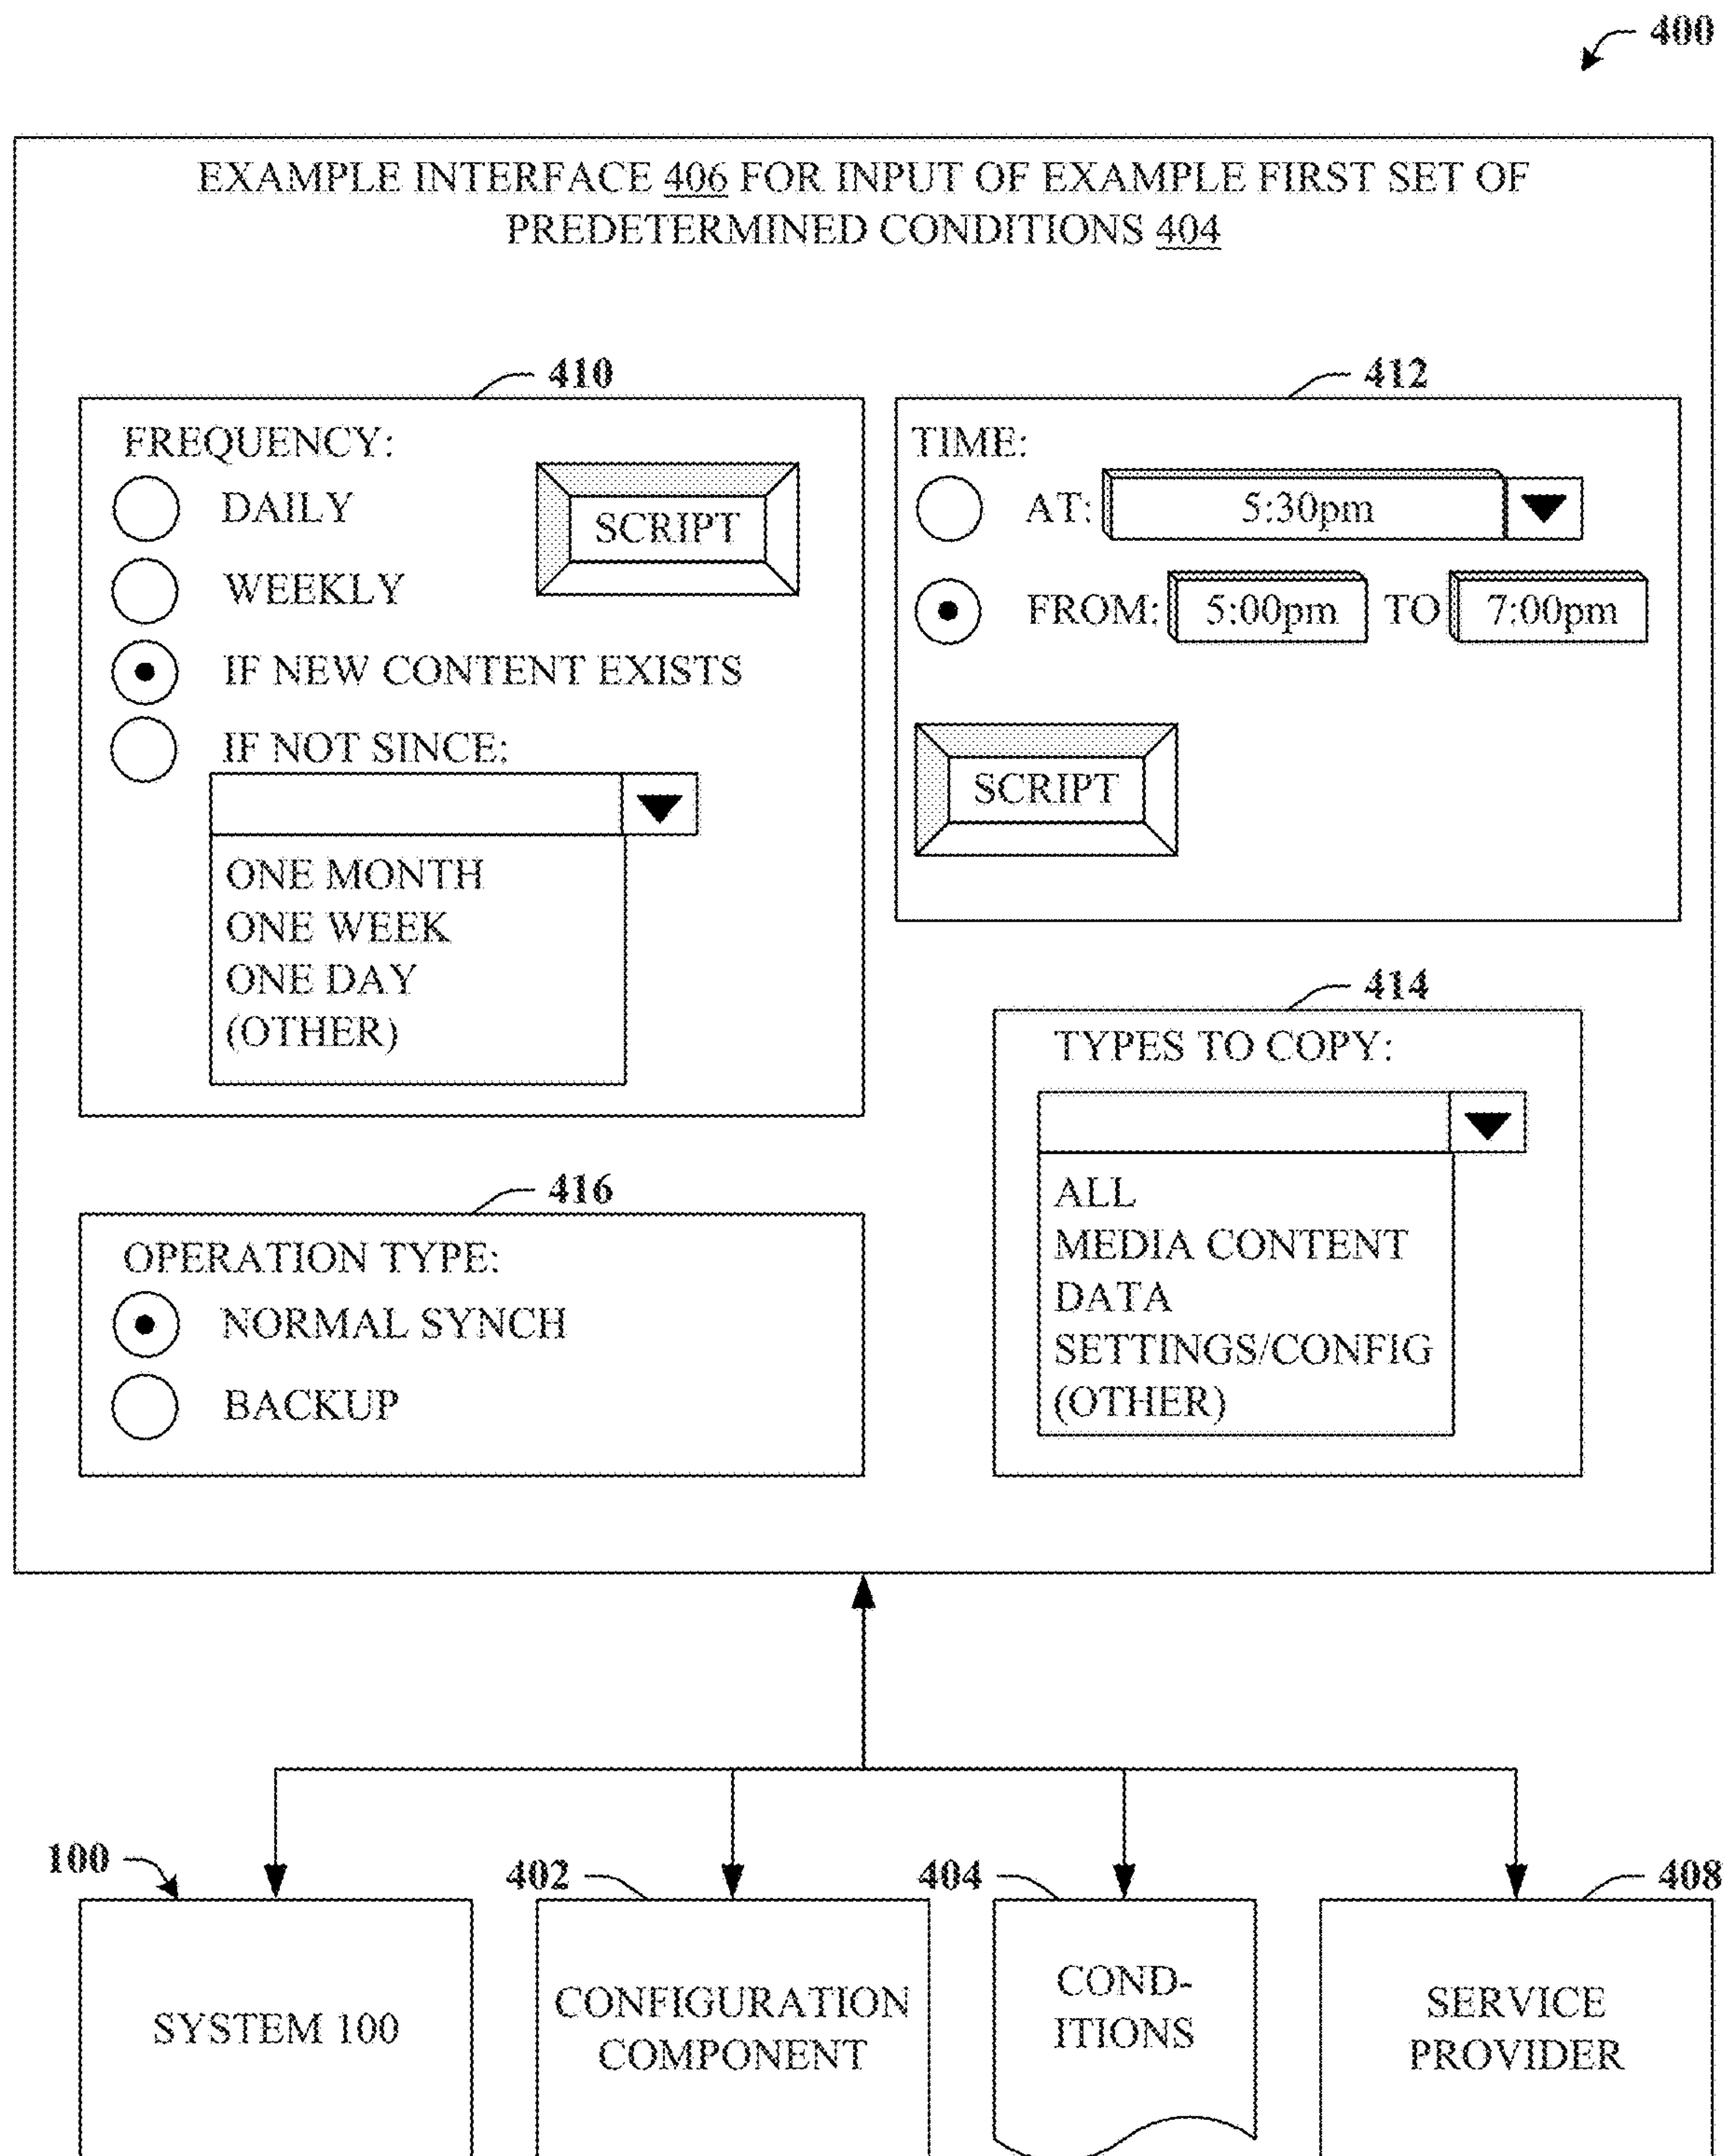 400
EXAMPLE INTERFACE 406 FOR INPUT OF EXAMPLE FIRST SET OF
PREDETERMINED CONDITIONS 404
410
FREQUENCY:
SCRIPT
DAILY
WEEKLY
IF NEW CONTENT EXISTS
IF NOT SINCE:
ONE MONTH
ONE WEEK
ONE DAY
(OTHER)
412
TIME:
AT: 5:30pm
FROM: 5:00pm TO 7:00pm
SCRIPT
414
TYPES TO COPY:
ALL
MEDIA CONTENT
DATA
SETTINGS/CONFIG
(OTHER)
416
OPERATION TYPE:
NORMAL SYNCH
BACKUP
100
SYSTEM 100
402
CONFIGURATION
COMPONENT
404
COND-
ITIONS
408
SERVICE
PROVIDER